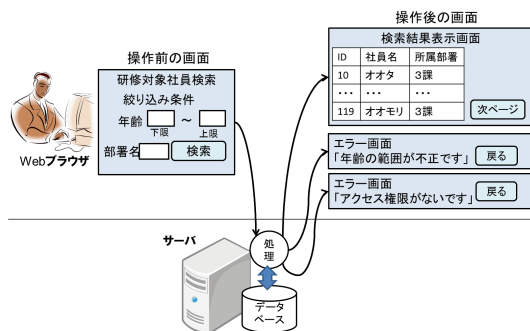 操作前の画面
研修対象社員検索
絞り込み条件
年齢 ～
下限 上限
部署名 検索
Webブラウザ
操作後の画面
検索結果表示画面
ID 社員名 所属部署
10 オオタ 3課
… … …
119 オオモリ 3課
次ページ
エラー画面
「年齢の範囲が不正です」 戻る
エラー画面
「アクセス権限がないです」 戻る
サーバ
処理
データ
ベース